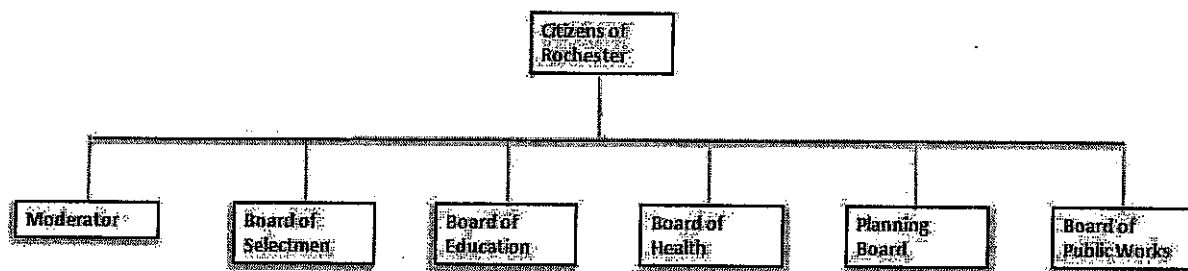 Citizens of
Rochester
Moderator
Board of
Selectmen
Board of
Education
Board of
Health
Planning
Board
Board of
Public Works